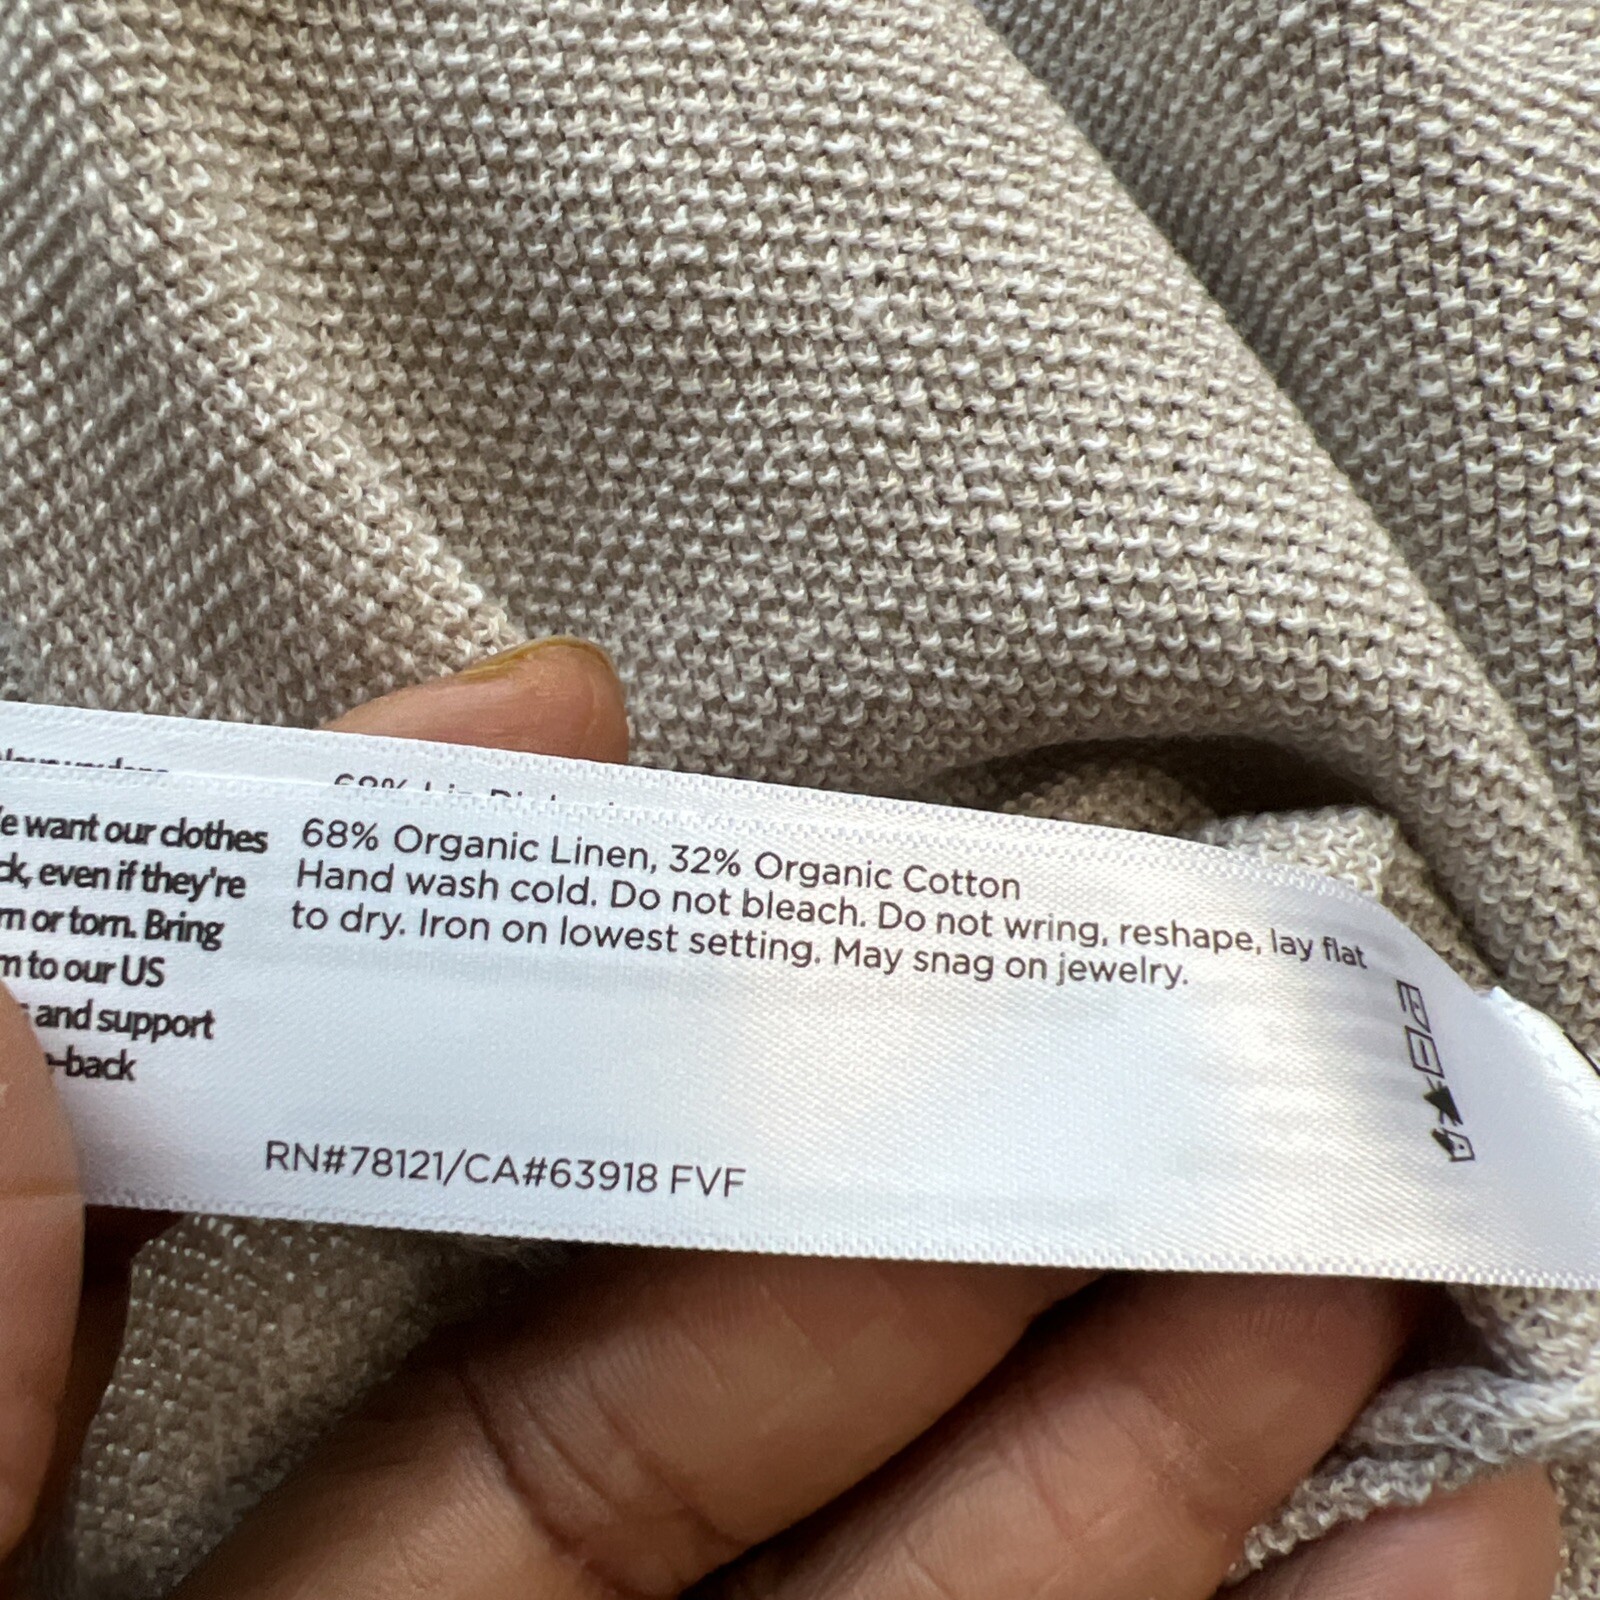 e want our clothes
ck, even if they're
rn or torn. Bring
m to our US
and support
-back
68% Organic Linen, 32% Organic Cotton
Hand wash cold. Do not bleach. Do not wring, reshape, lay flat
to dry. Iron on lowest setting. May snag on jewelry.
RN#78121/CA#63918 FVF